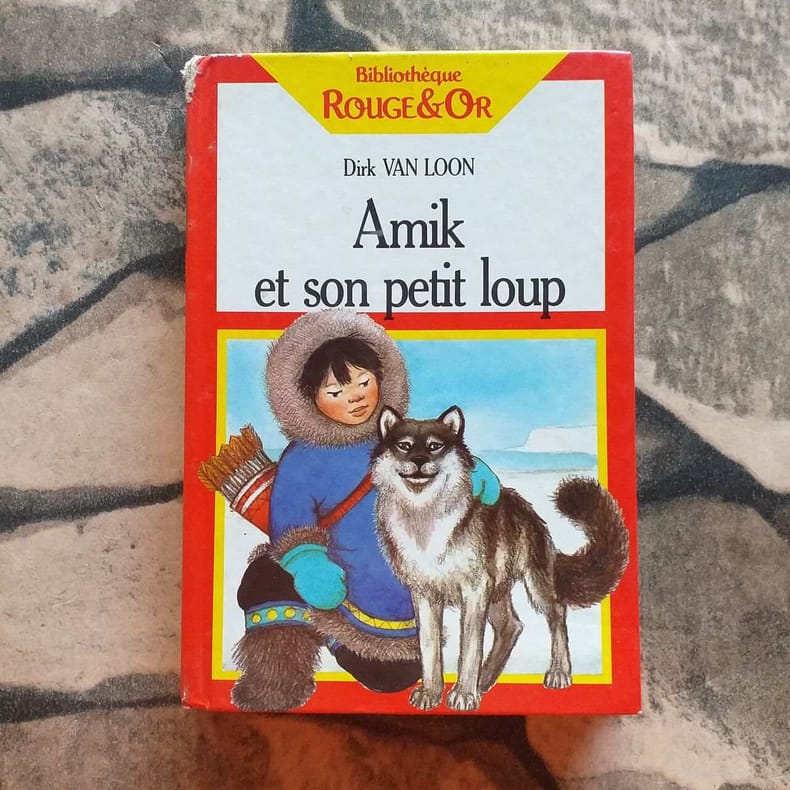 Bibliothèque
ROUGE&OR
Dirk VAN LOON
Amik
et son petit loup